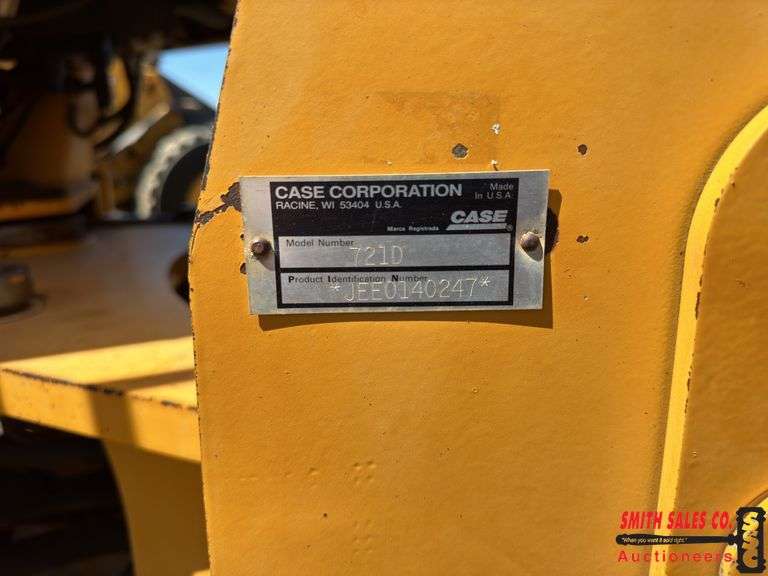 CASE CORPORATION
RACINE, WI 53404 U.S.A.
Made
In U.S.A.
Marca Registrada
CASE®
Model Number
721D
Product Identification Number
*JEE0140247*
SMITH SALES CO.
"When you want it sold right."
Auctioneers
SSC